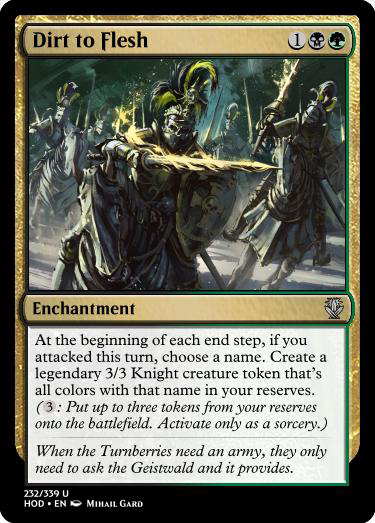 Dirt to Flesh 1
Enchantment
At the beginning of each end step, if you
attacked this turn, choose a name. Create a
legendary 3/3 Knight creature token that's
all colors with that name in your reserves.
(3: Put up to three tokens from your reserves
onto the battlefield. Activate only as a sorcery.)
When the Turnberries need an army, they only
need to ask the Geistwald and it provides.
232/339 U
HOD • EN Mihail Gard